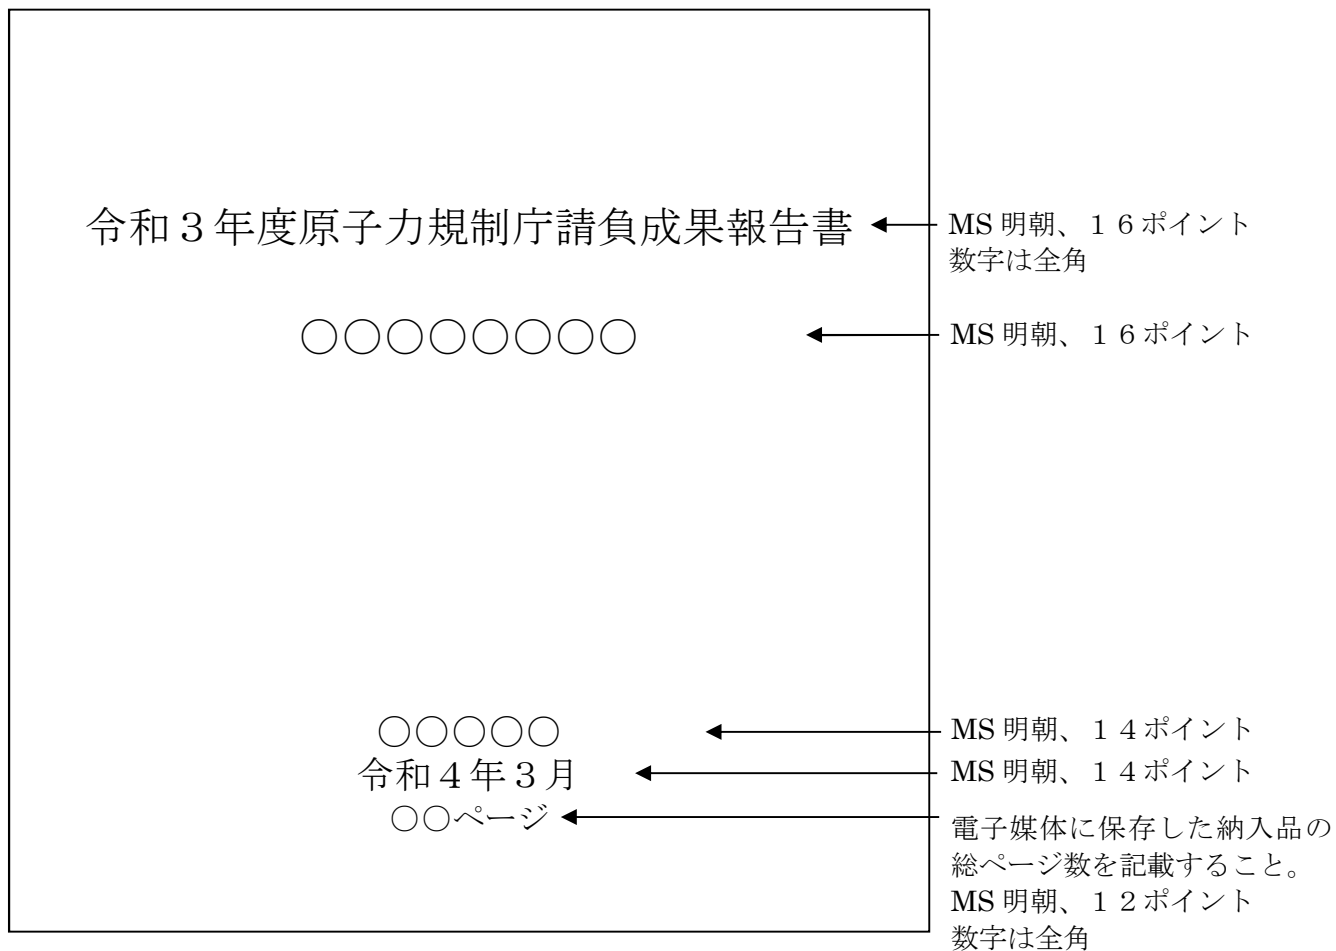 令和３年度原子力規制庁請負成果報告書
MS 明朝、１６ポイント
数字は全角
○○○○○○○○
MS 明朝、１６ポイント
○○○○○
MS 明朝、１４ポイント
令和４年３月
MS 明朝、１４ポイント
○○ページ
電子媒体に保存した納入品の
総ページ数を記載すること。
MS 明朝、１２ポイント
数字は全角